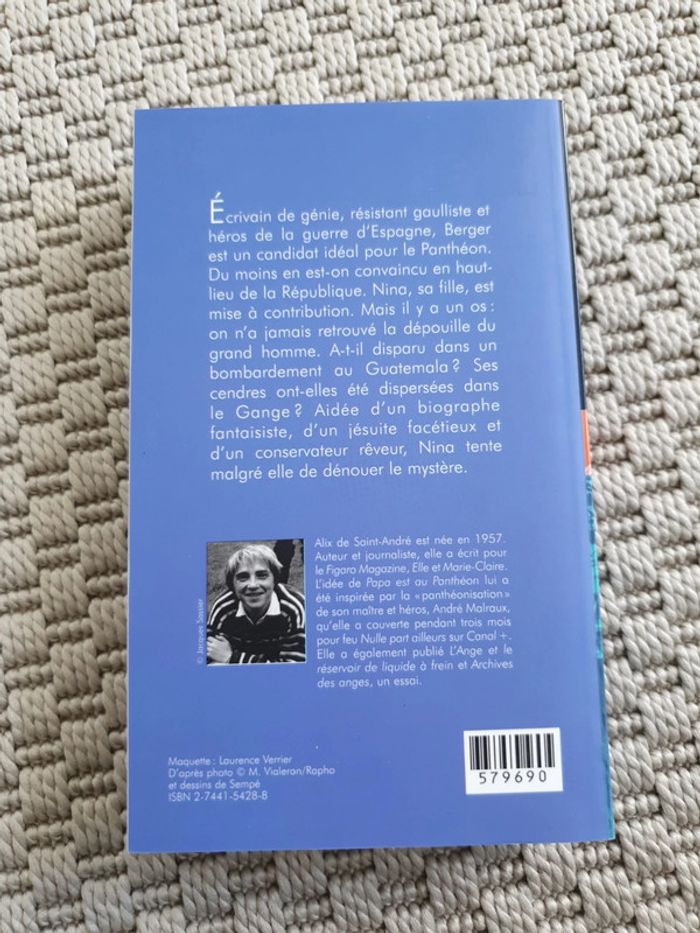 Écrivain de génie, résistant gaulliste et
héros de la guerre d'Espagne, Berger
est un candidat idéal pour le Panthéon.
Du moins en est-on convaincu en haut-
lieu de la République. Nina, sa fille, est
mise à contribution. Mais il y a un os :
on n'a jamais retrouvé la dépouille du
grand homme. A-t-il disparu dans un
bombardement au Guatemala ? Ses
cendres ont-elles été dispersées dans
le Gange ? Aidée d'un biographe
fantaisiste, d'un jésuite facétieux et
d'un conservateur rêveur, Nina tente
malgré elle de dénouer le mystère.
Alix de Saint-André est née en 1957.
Auteur et journaliste, elle a écrit pour
le Figaro Magazine, Elle et Marie-Claire.
L'idée de Papa est au Panthéon lui a
été inspirée par la « panthéonisation »
de son maître et héros, André Malraux,
qu'elle a couverte pendant trois mois
pour feu Nulle part ailleurs sur Canal +.
Elle a également publié L'Ange et le
réservoir de liquide à frein et Archives
des anges, un essai.
© Jacques Sassier
Maquette : Laurence Verrier
D'après photo © M. Vialeron/Rapho
et dessins de Sempé
ISBN 2-7441-5428-8
579690